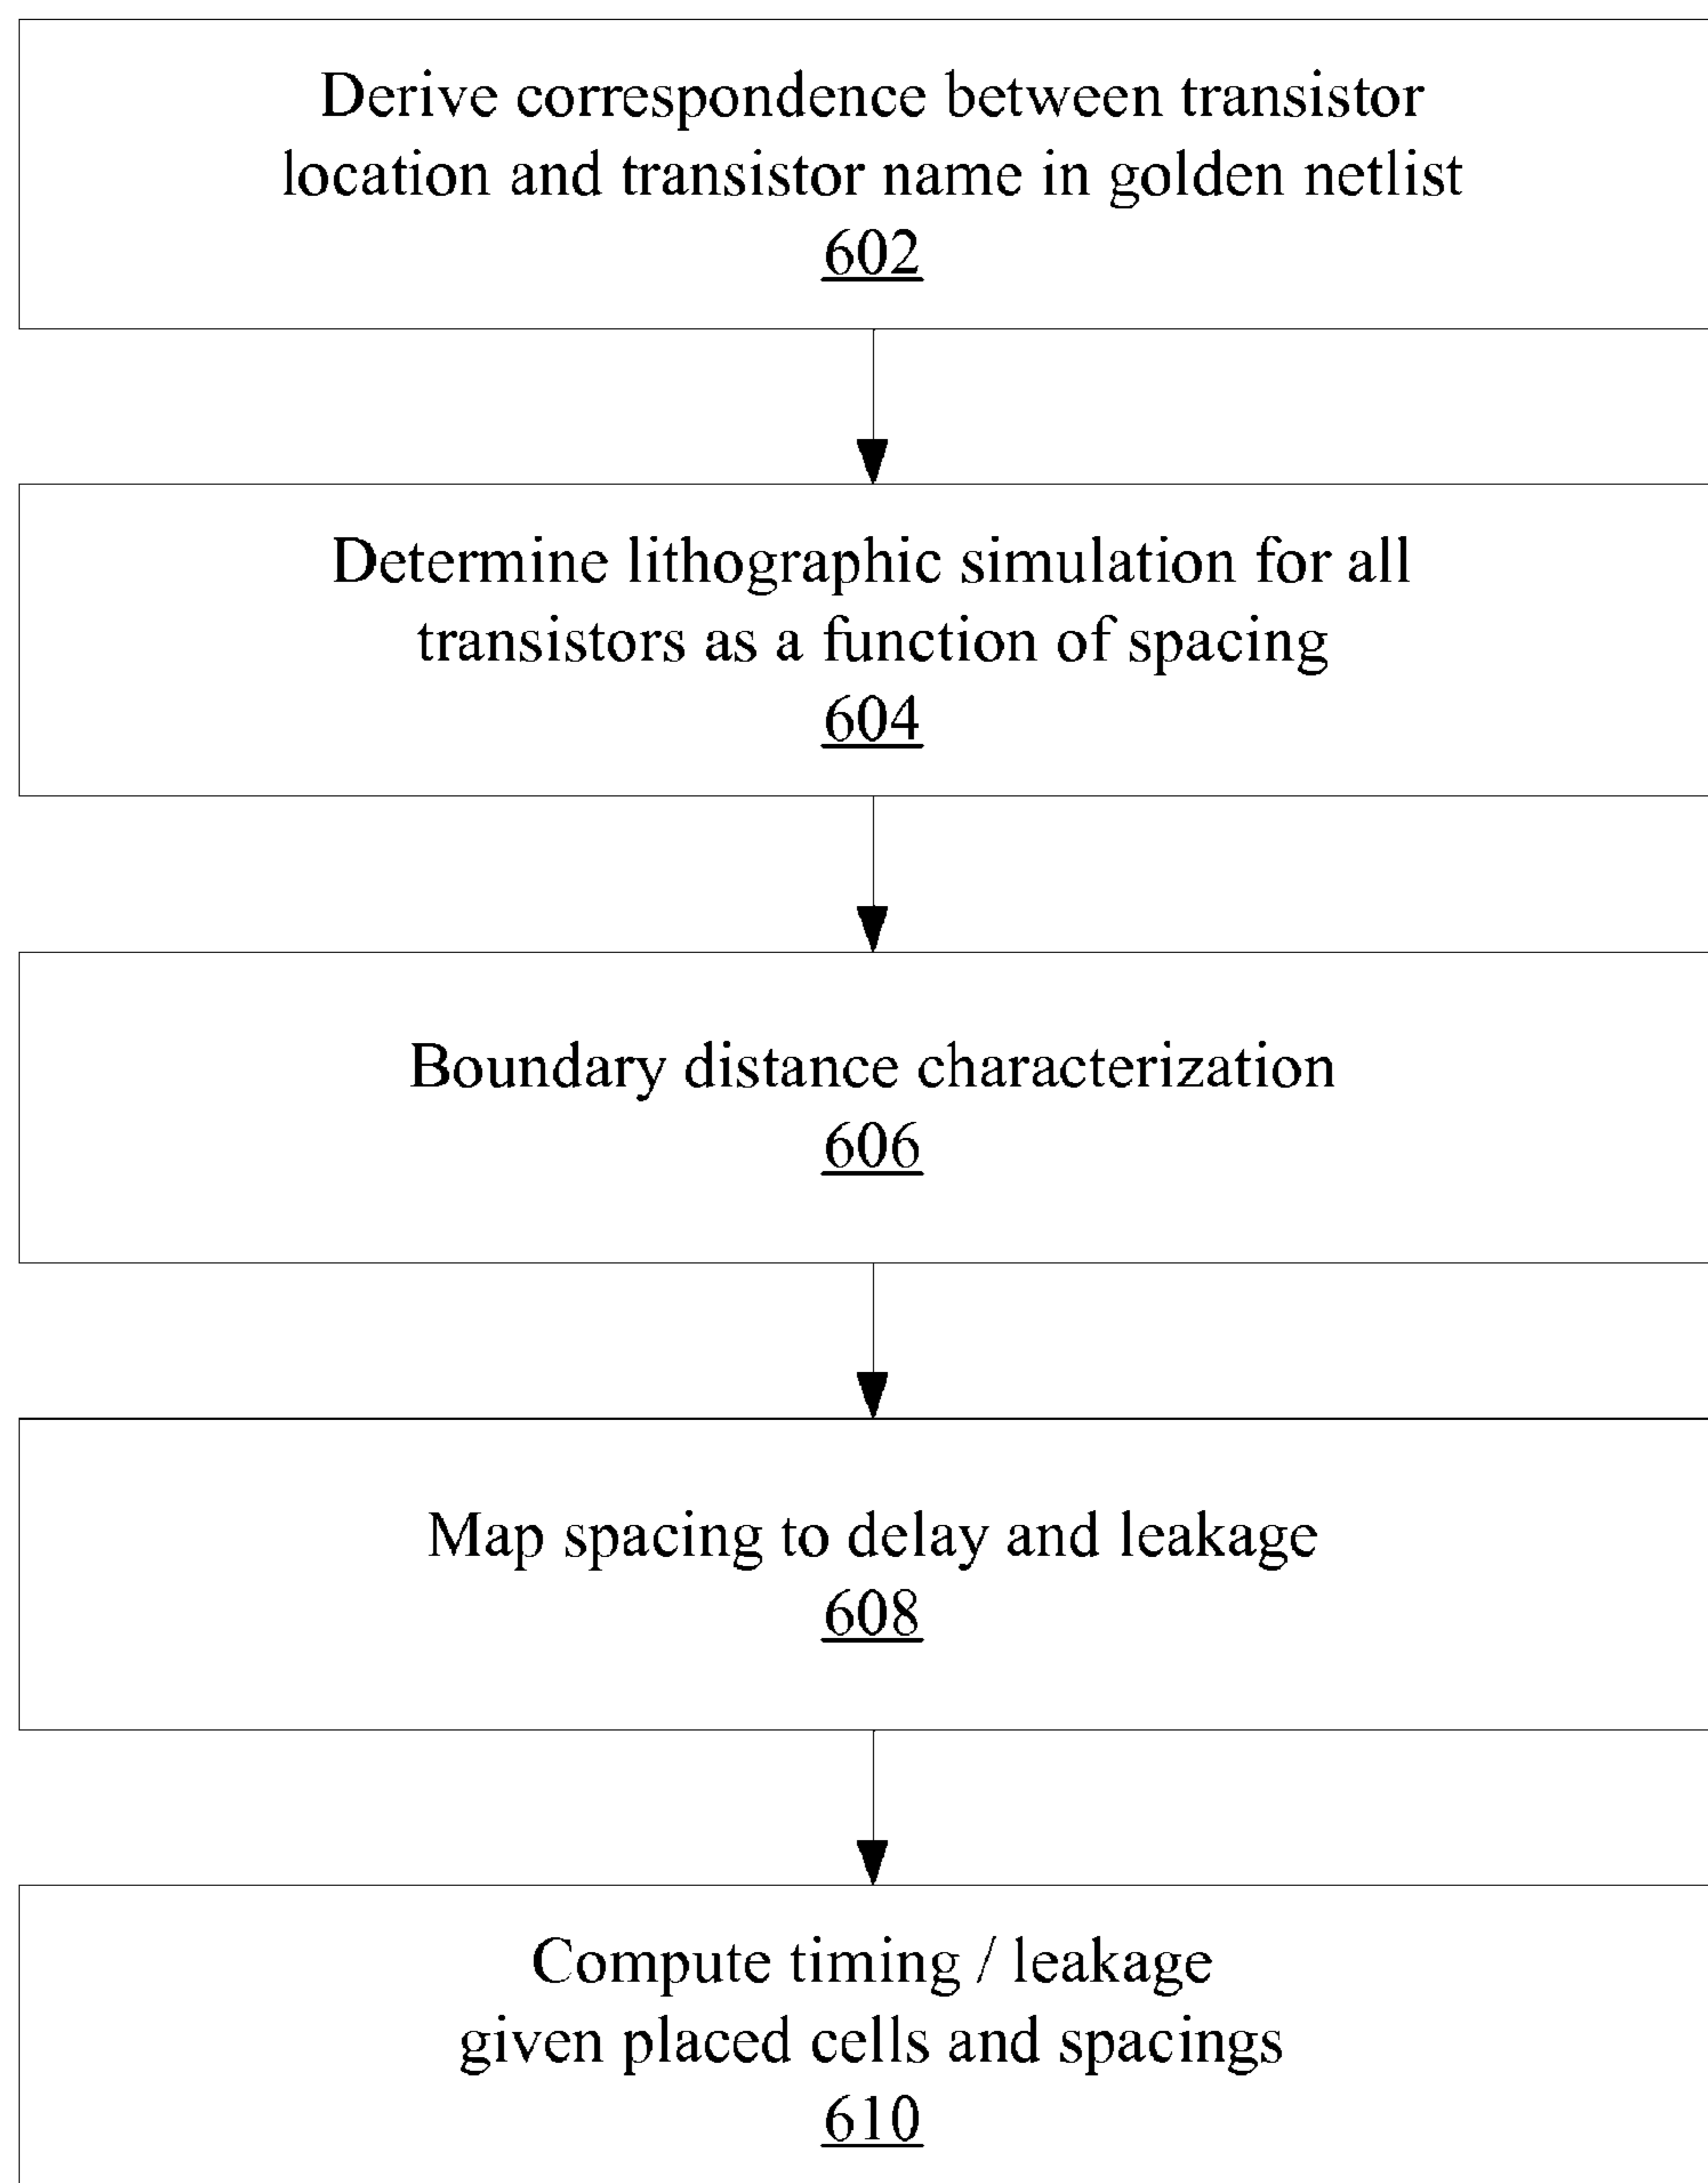 Derive correspondence between transistor
location and transistor name in golden netlist
602
Determine lithographic simulation for all
transistors as a function of spacing
604
Boundary distance characterization
606
Map spacing to delay and leakage
608
Compute timing / leakage
given placed cells and spacings
610